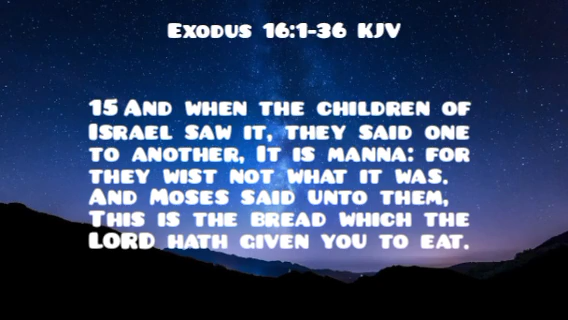 Exodus 16:1-36 KJV
15 And when the children of
Israel saw it, they said one
to another, It is manna: for
they wist not what it was.
And Moses said unto them,
This is the bread which the
LORD hath given you to eat.